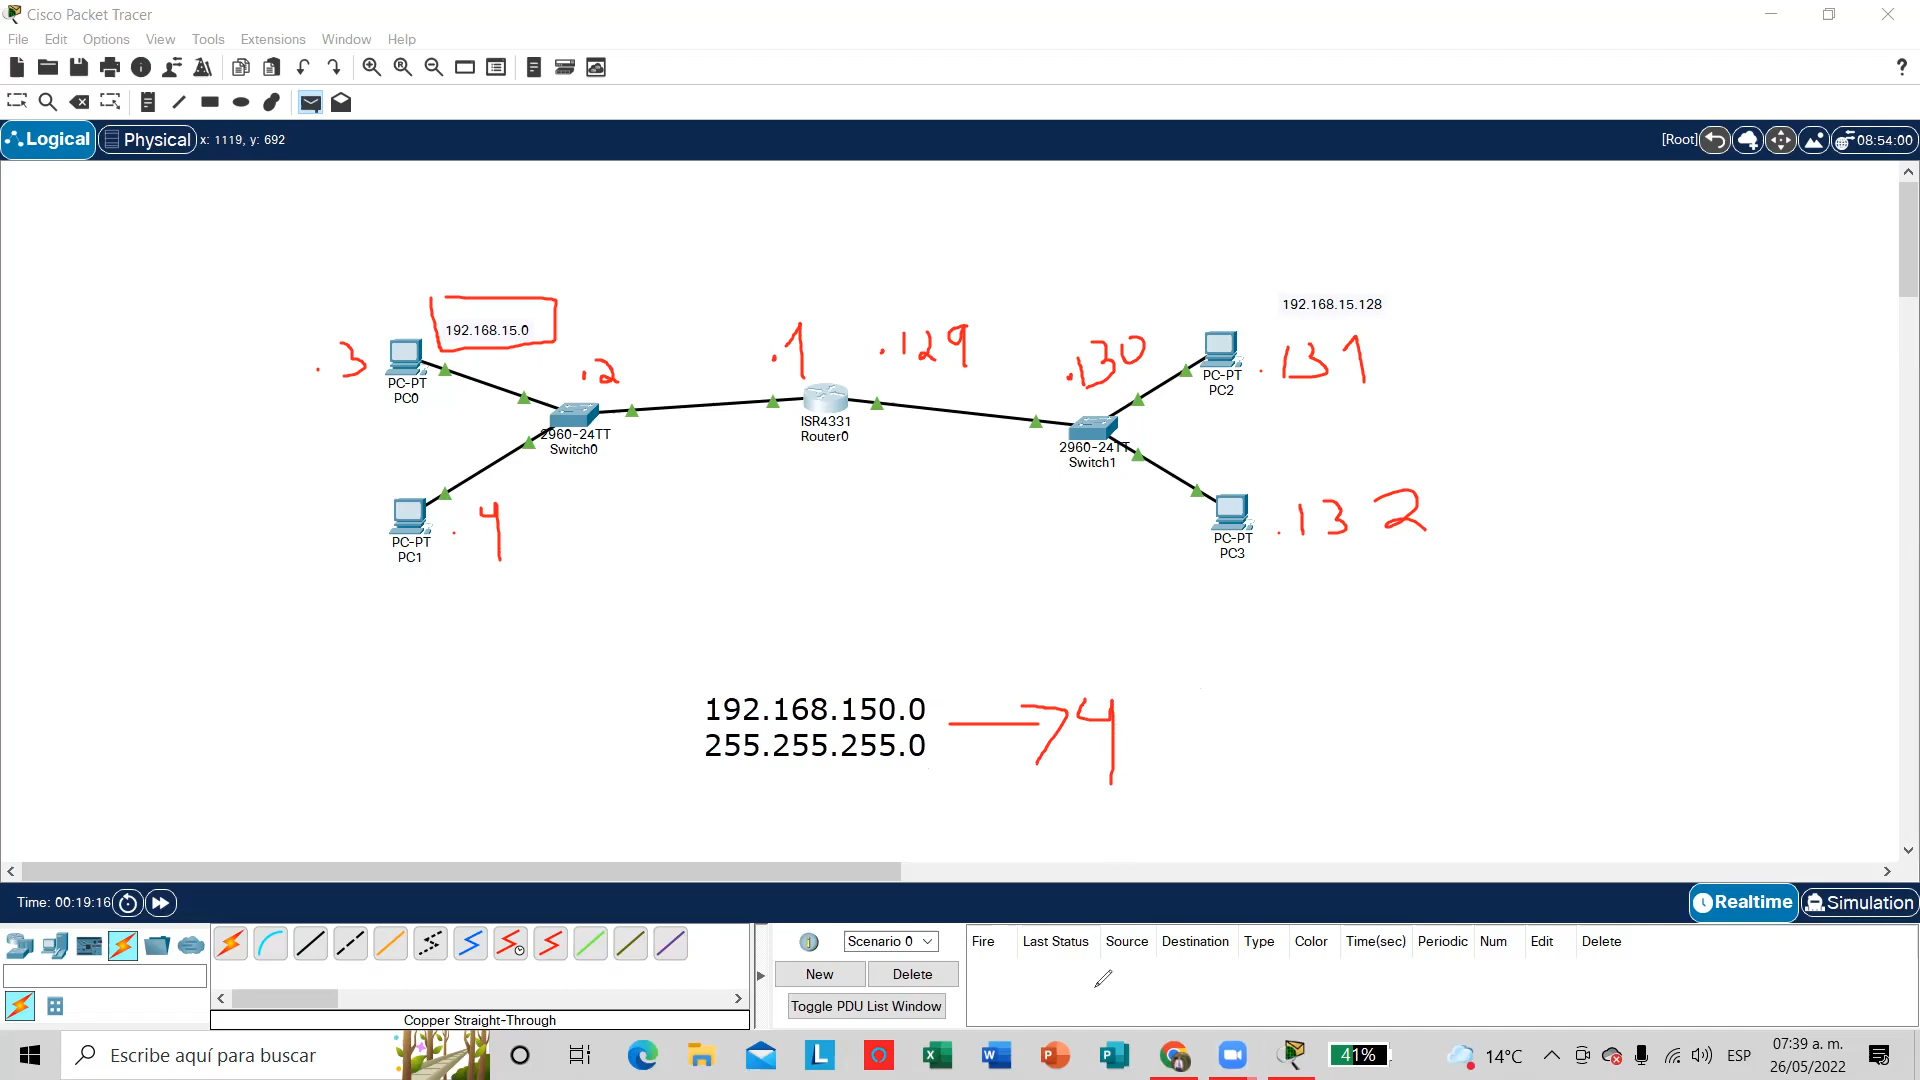 Cisco Packet Tracer
File Edit Options View Tools Extensions Window Help
?
Logical Physical x: 1119, y: 692 [Root] 08:54:00
192.168.15.128
192.168.15.0
.3 .2 .1 .129 .130 .131
PC-PT
PC0
2960-24TT
Switch0
ISR4331
Router0
2960-24TT
Switch1
PC-PT
PC2
.4
PC-PT
PC1
.132
PC-PT
PC3
192.168.150.0 4
255.255.255.0
Time: 00:19:16 Realtime Simulation
Scenario 0
New Delete
Toggle PDU List Window
Fire Last Status Source Destination Type Color Time(sec) Periodic Num Edit Delete
Copper Straight-Through
Escribe aquí para buscar
41% 14°C ESP
07:39 a. m.
26/05/2022